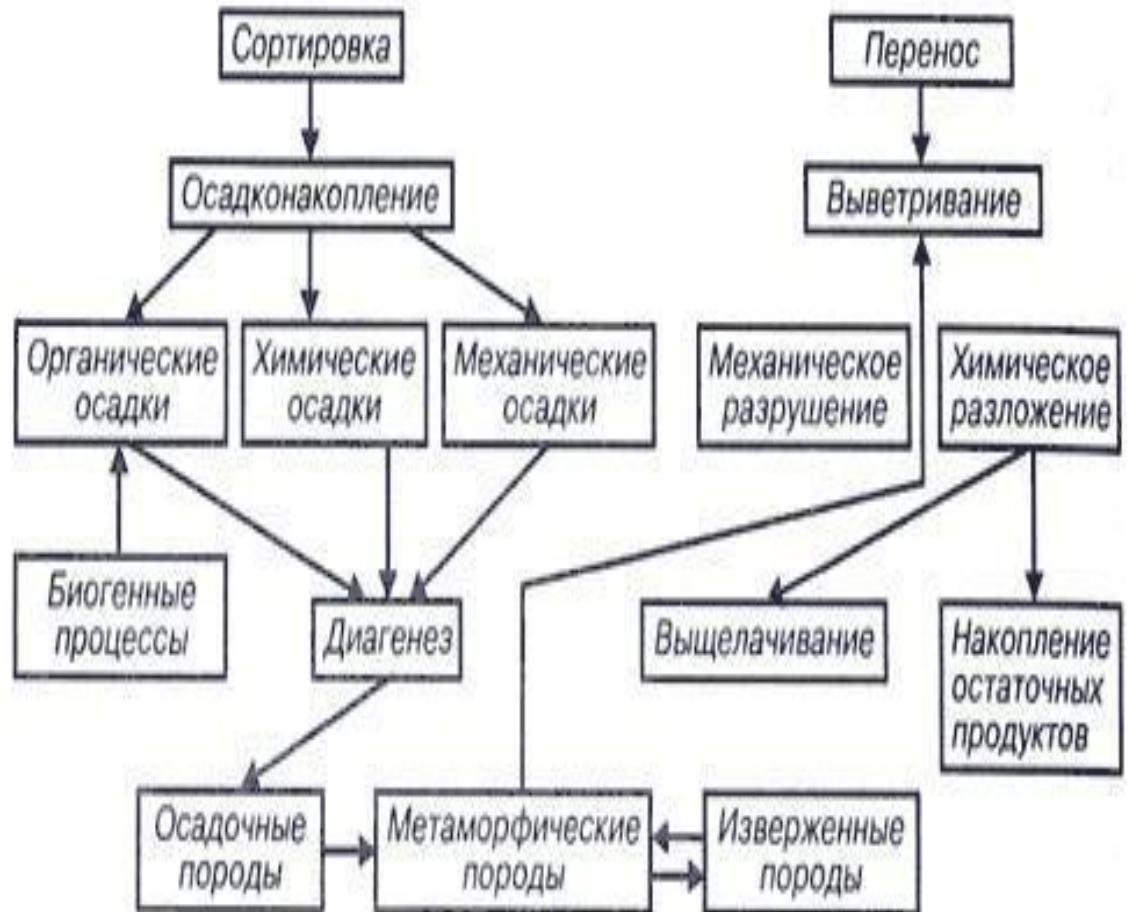 Сортировка
Перенос
Осадконакопление
Выветривание
Органические
осадки
Химические
осадки
Механические
осадки
Механическое
разрушение
Химическое
разложение
Биогенные
процессы
Диагенез
Выщелачивание
Накопление
остаточных
продуктов
Осадочные
породы
Метаморфические
породы
Изверженные
породы